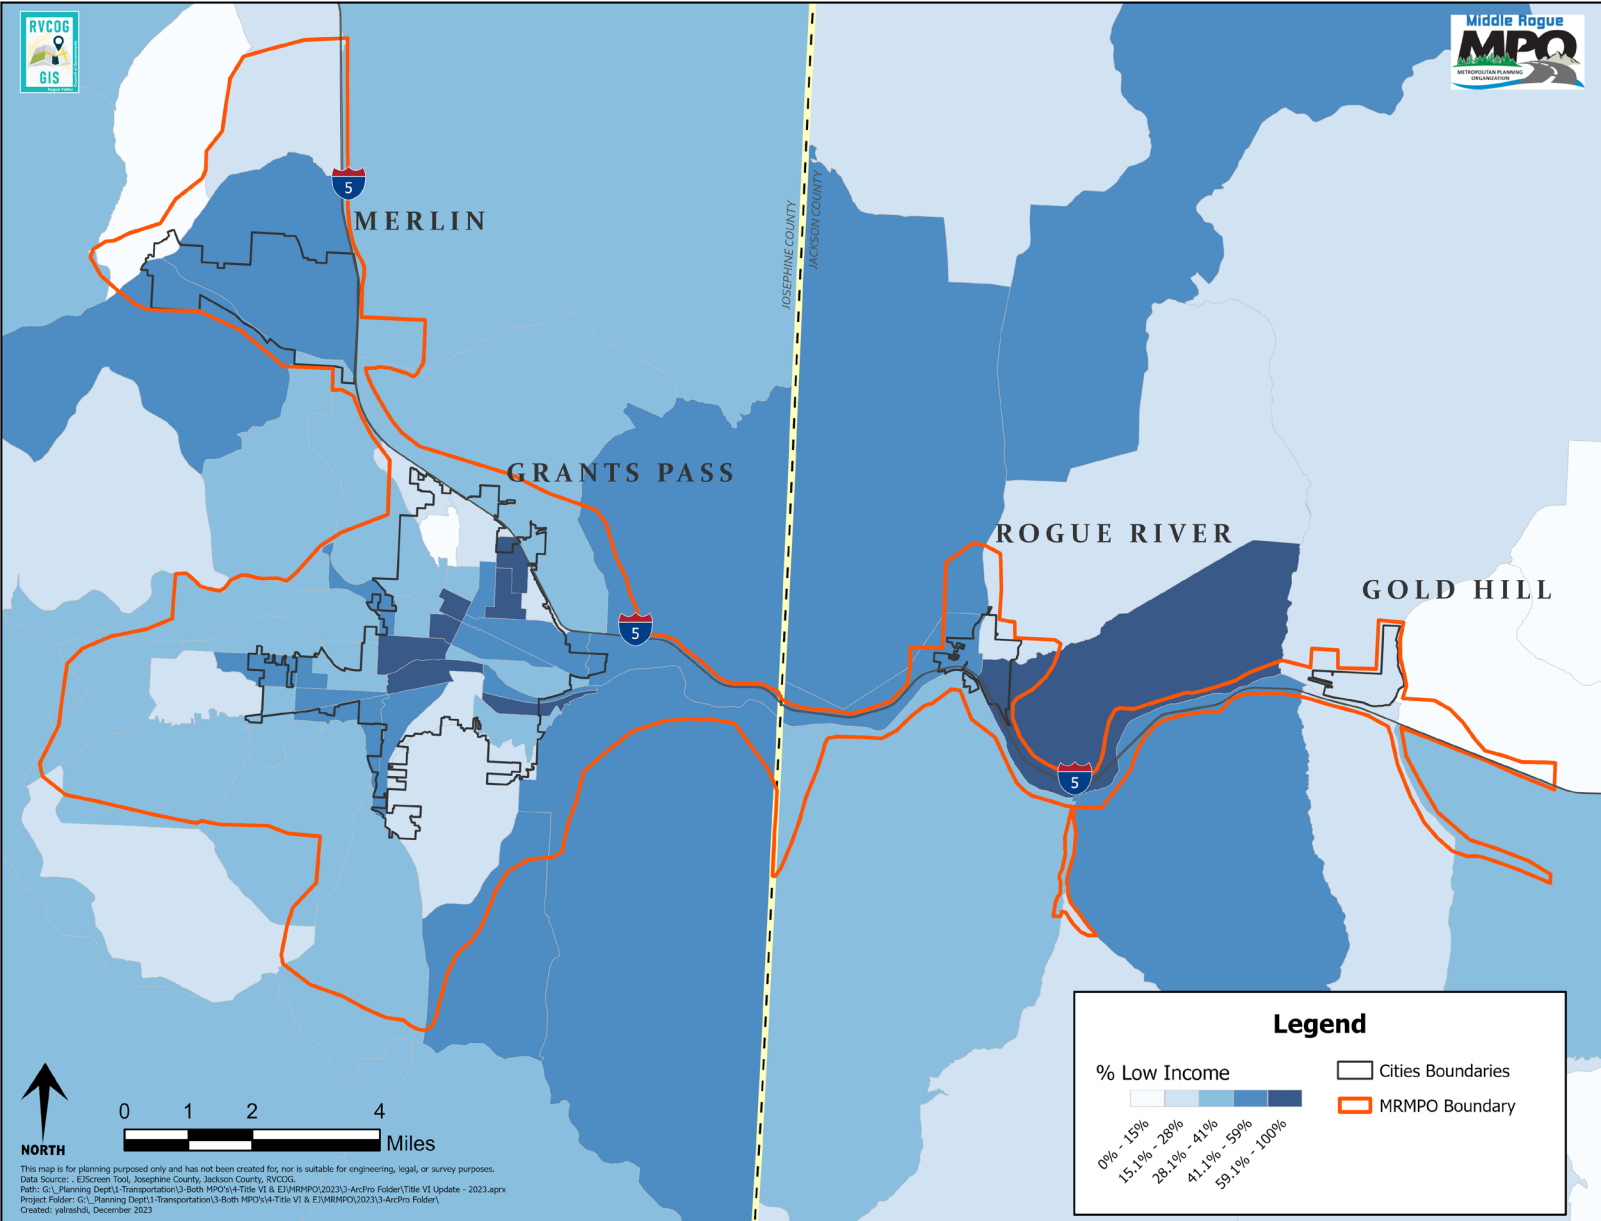 RVCOG
GIS
Rogue Valley
Middle Rogue
MPO
METROPOLITAN PLANNING
ORGANIZATION
5
MERLIN
JOSEPHINE COUNTY
JACKSON COUNTY
GRANTS PASS
ROGUE RIVER
GOLD HILL
5
5
Legend
% Low Income
0% - 15%
15.1% - 28%
28.1% - 41%
41.1% - 59%
59.1% - 100%
Cities Boundaries
MRMPO Boundary
0 1 2 4
Miles
NORTH
This map is for planning purposed only and has not been created for, nor is suitable for engineering, legal, or survey purposes.
Data Source: . EJScreen Tool, Josephine County, Jackson County, RVCOG.
Path: G:\_Planning Dept\1-Transportation\3-Both MPO's\4-Title VI & EJ\MRMPO\2023\3-ArcPro Folder\Title VI Update - 2023.aprx
Project Folder: G:\_Planning Dept\1-Transportation\3-Both MPO's\4-Title VI & EJ\MRMPO\2023\3-ArcPro Folder\
Created: yalrashdi, December 2023